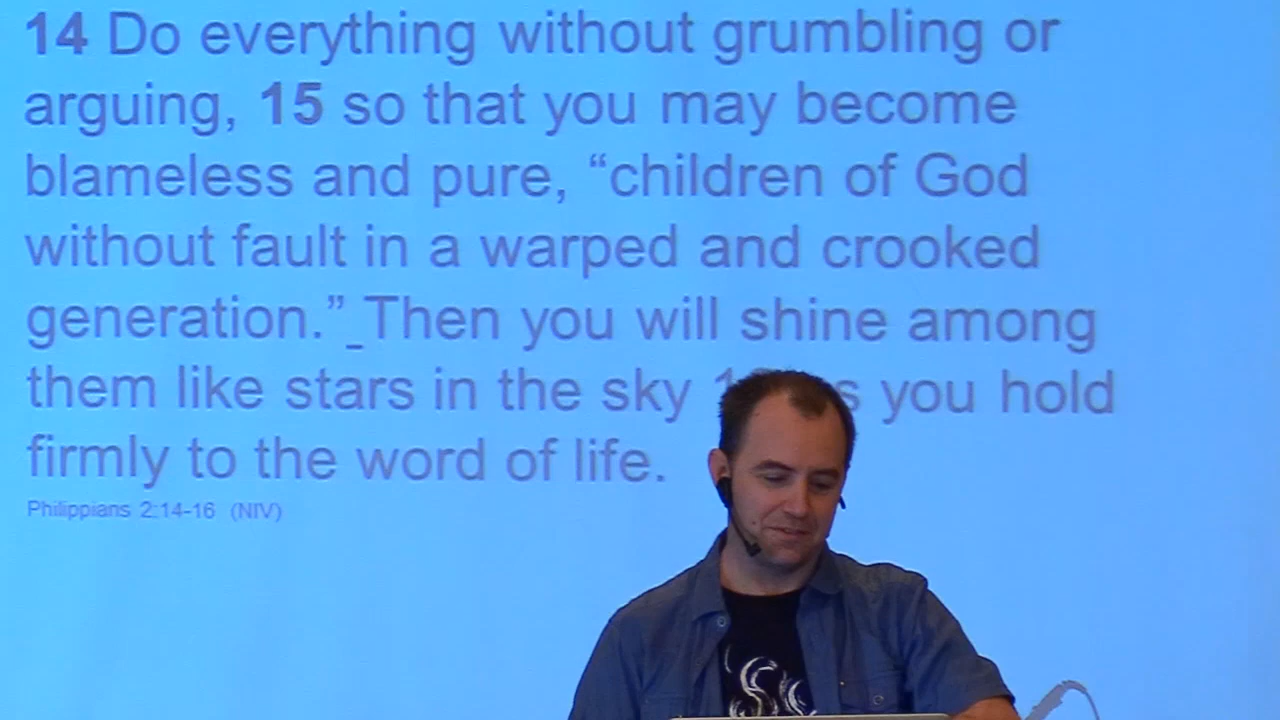 14 Do everything without grumbling or
arguing, 15 so that you may become
blameless and pure, “children of God
without fault in a warped and crooked
generation.” Then you will shine among
them like stars in the sky you hold
firmly to the word of life.
Philippians 2:14-16 (NIV)